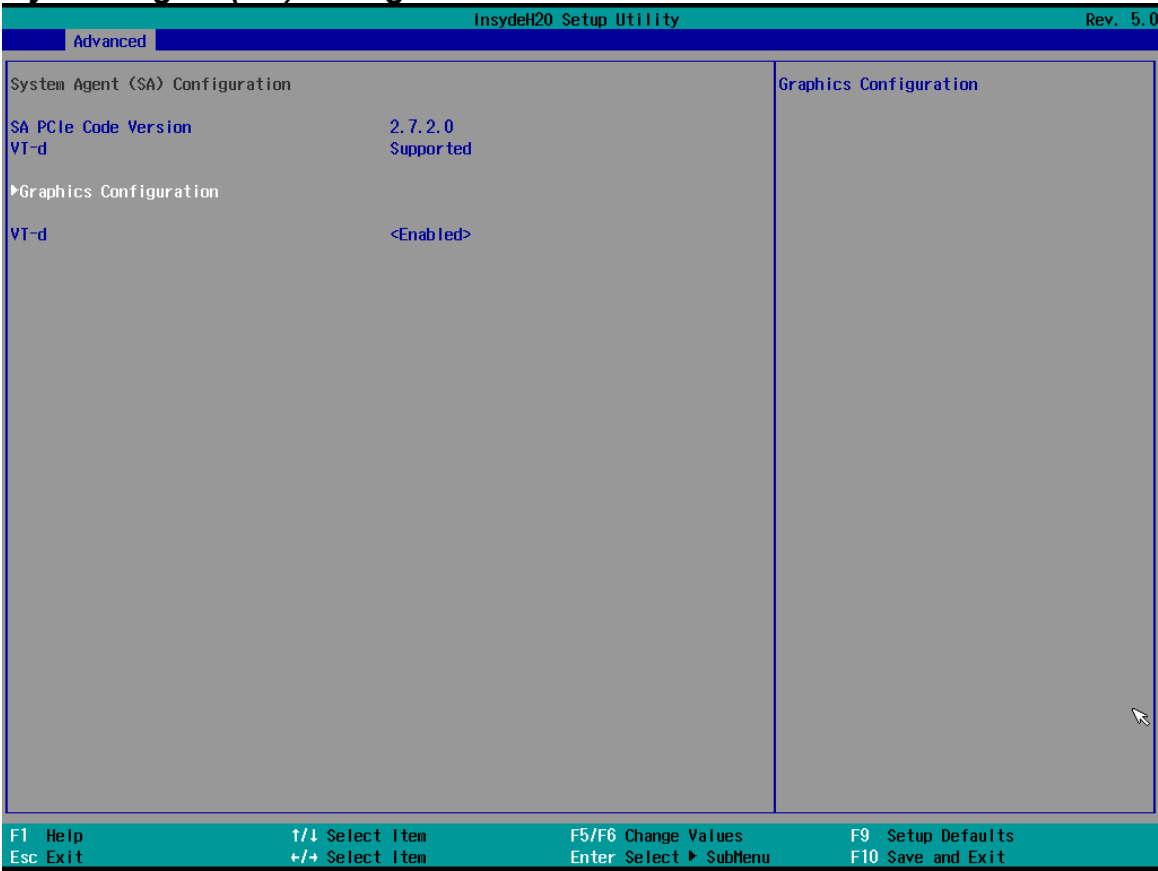 InsydeH20 Setup Utility Rev. 5.0
Advanced
System Agent (SA) Configuration
Graphics Configuration
SA PCIe Code Version 2.7.2.0
VT-d Supported
▶Graphics Configuration
VT-d <Enabled>
F1 Help ↑/↓ Select Item F5/F6 Change Values F9 Setup Defaults
Esc Exit ←/→ Select Item Enter Select ▶ SubMenu F10 Save and Exit